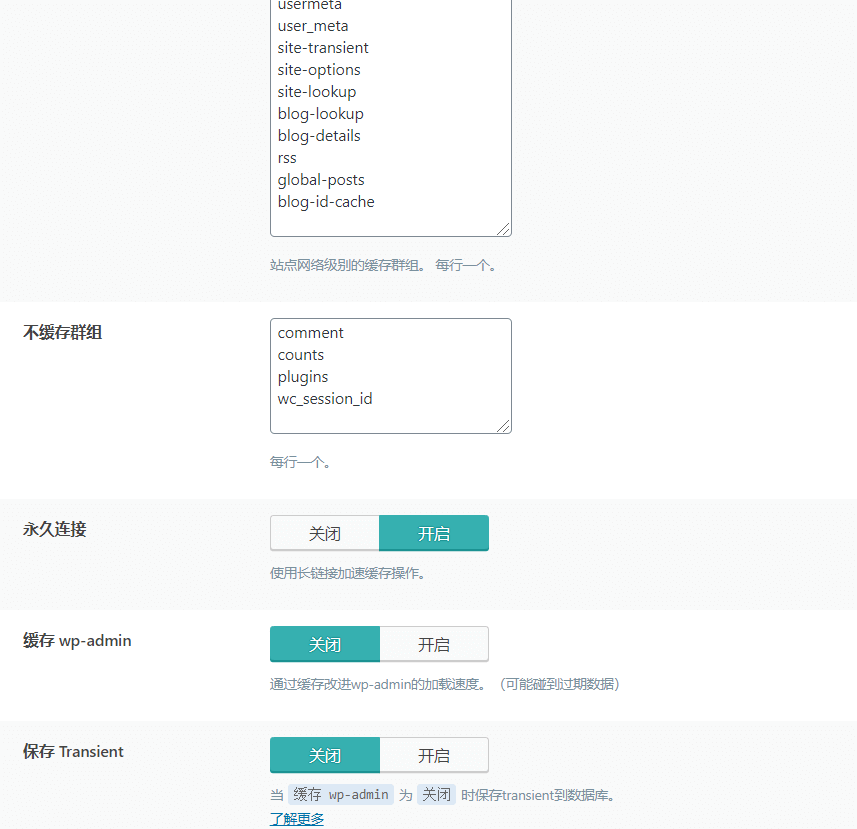 usermeta
user_meta
site-transient
site-options
site-lookup
blog-lookup
blog-details
rss
global-posts
blog-id-cache
站点网络级别的缓存群组。 每行一个。
不缓存群组
comment
counts
plugins
wc_session_id
每行一个。
永久连接
关闭 开启
使用长链接加速缓存操作。
缓存 wp-admin
关闭 开启
通过缓存改进wp-admin的加载速度。（可能碰到过期数据）
保存 Transient
关闭 开启
当 缓存 wp-admin 为 关闭 时保存transient到数据库。
了解更多